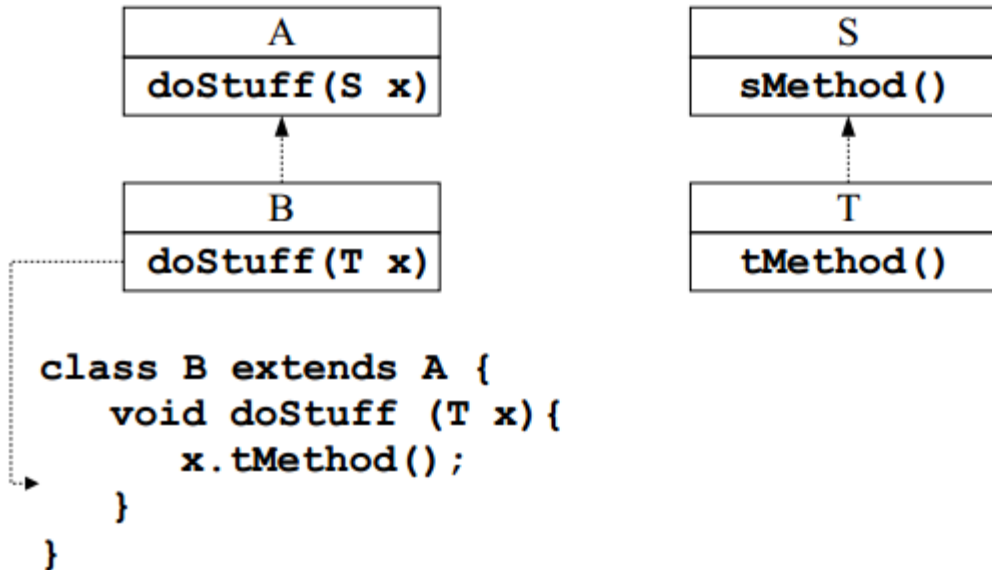 A
doStuff(S x)
S
sMethod()
B
doStuff(T x)
T
tMethod()
class B extends A {
void doStuff (T x){
x.tMethod();
}
}